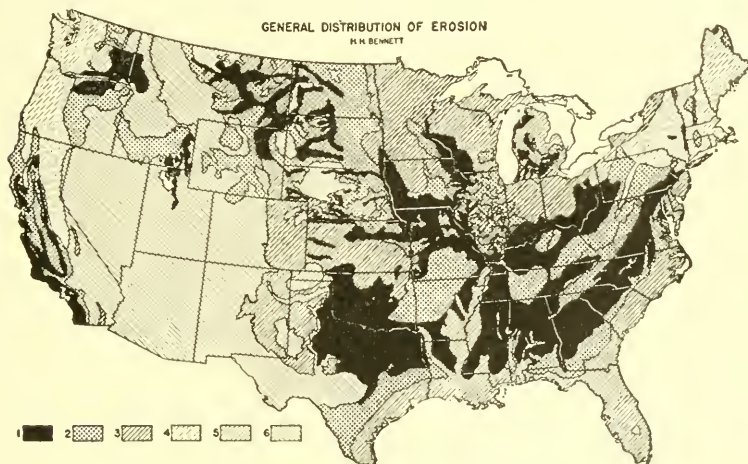 GENERAL DISTRIBUTION OF EROSION
H. H. BENNETT
1 2 3 4 5 6